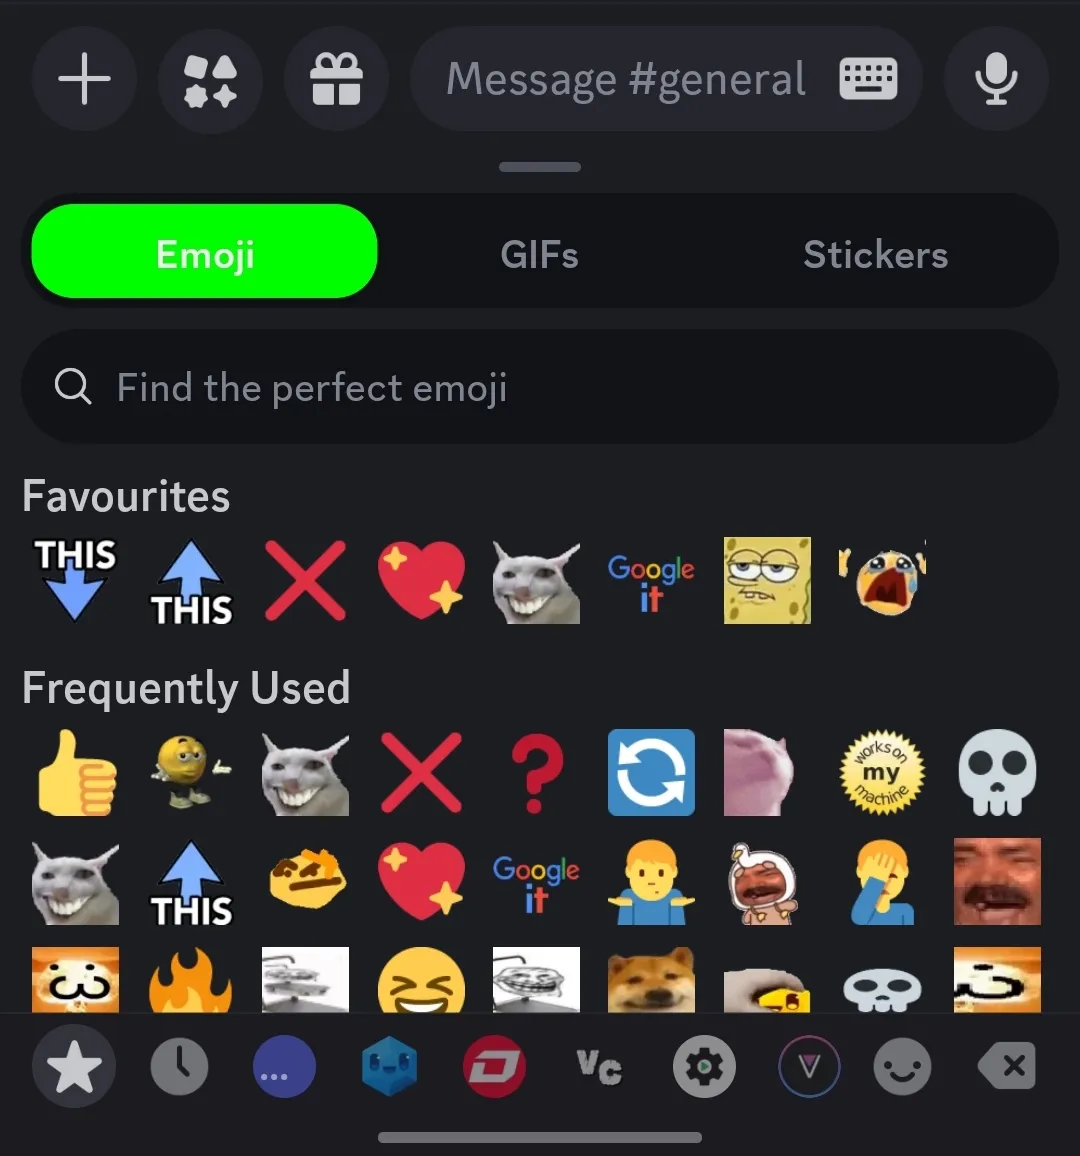 Message #general
Emoji GIFs Stickers
Find the perfect emoji
Favourites
THIS
THIS
Google
it
Frequently Used
works on
my
machine
THIS
Google
it
VC